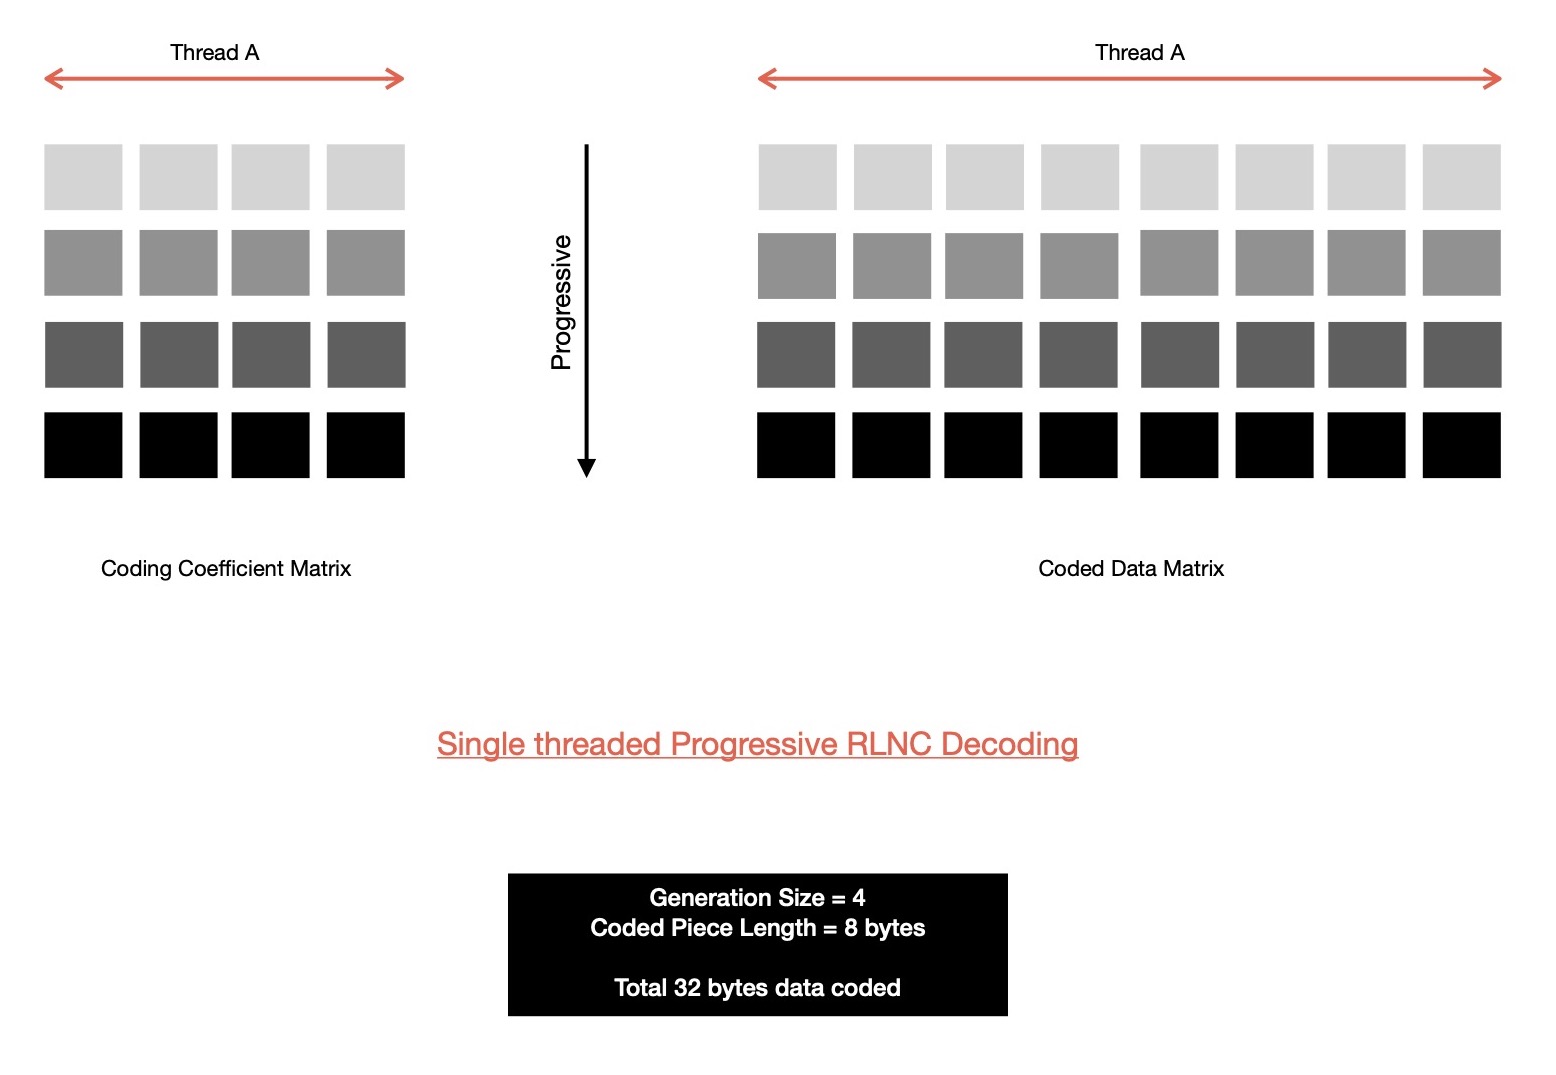 Thread A
Thread A
Progressive
Coding Coefficient Matrix
Coded Data Matrix
Single threaded Progressive RLNC Decoding
Generation Size = 4
Coded Piece Length = 8 bytes
Total 32 bytes data coded